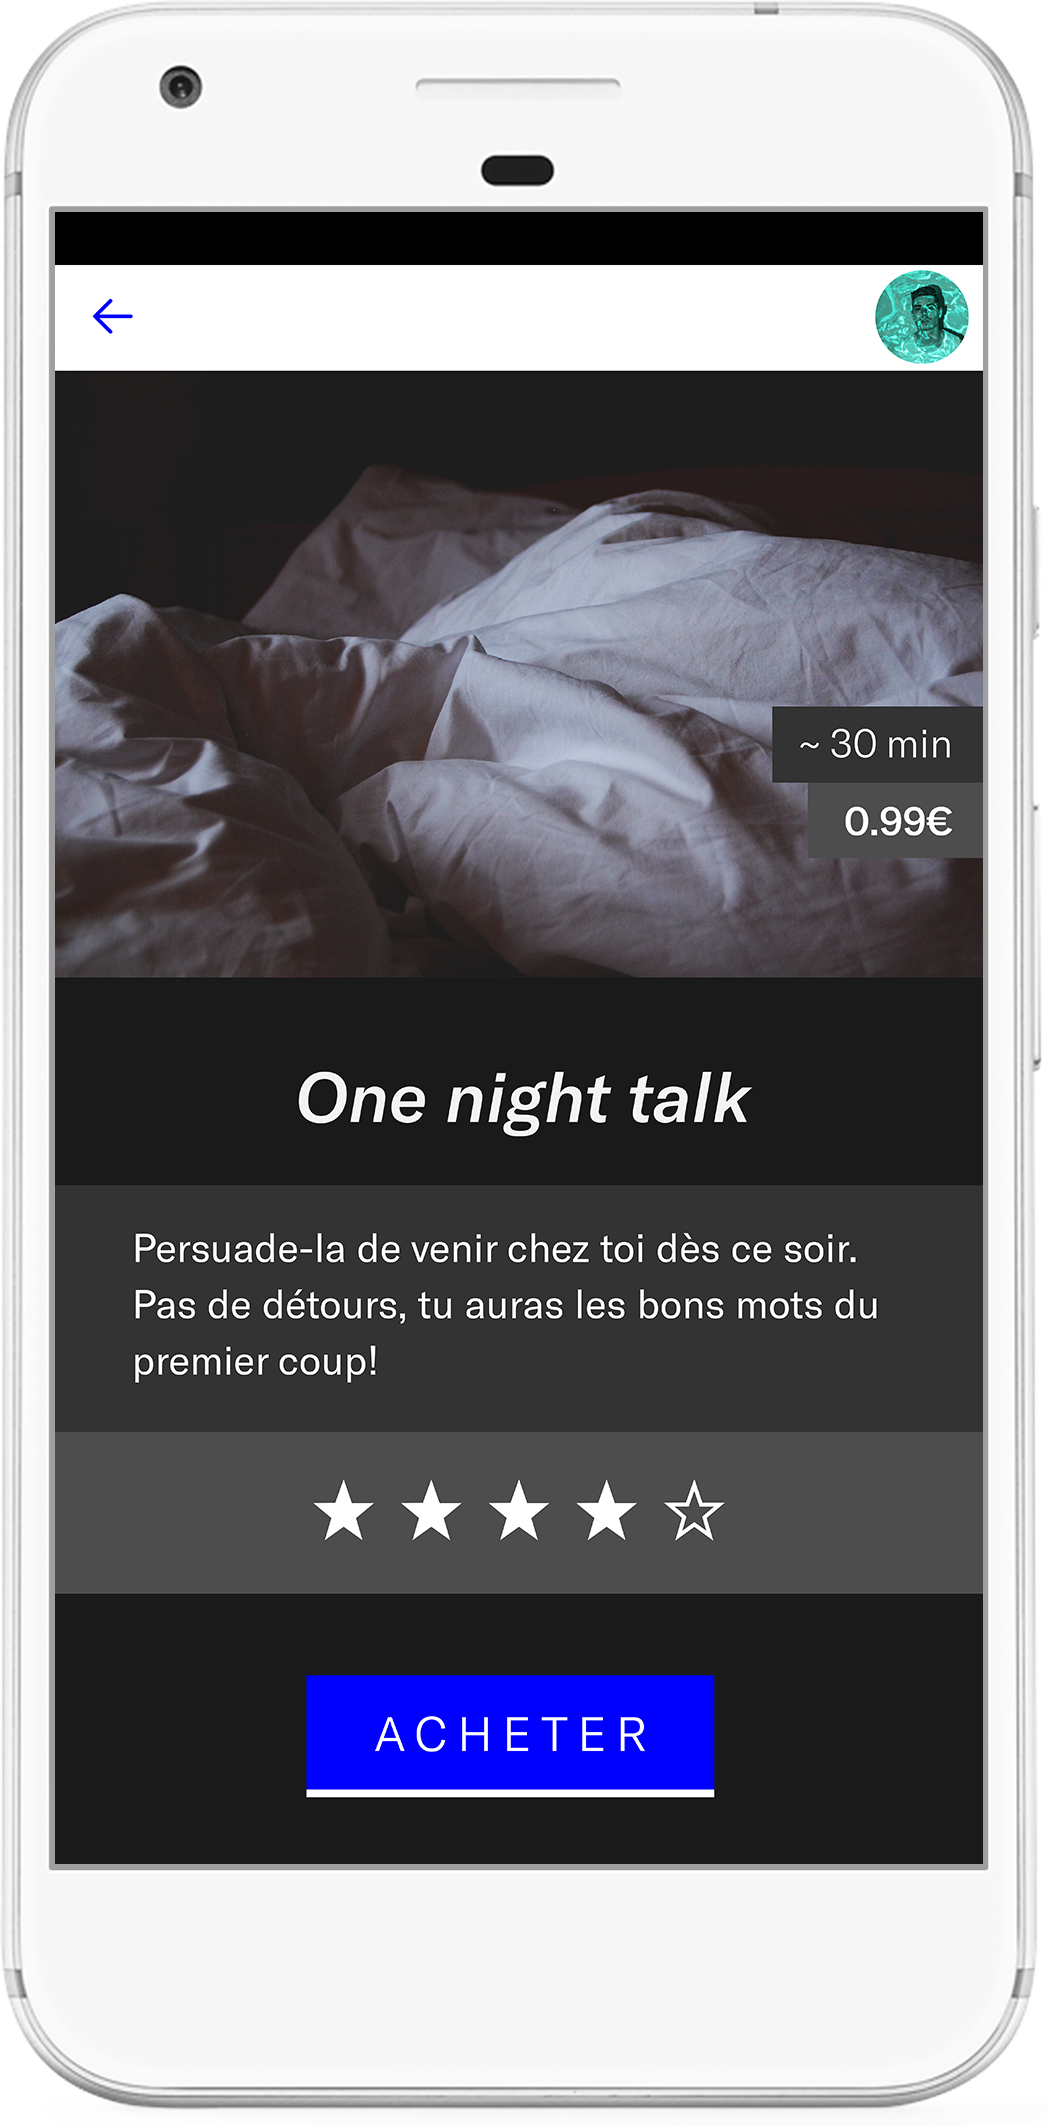 ~ 30 min
0.99€
One night talk
Persuade-la de venir chez toi dès ce soir.
Pas de détours, tu auras les bons mots du
premier coup!
ACHETER